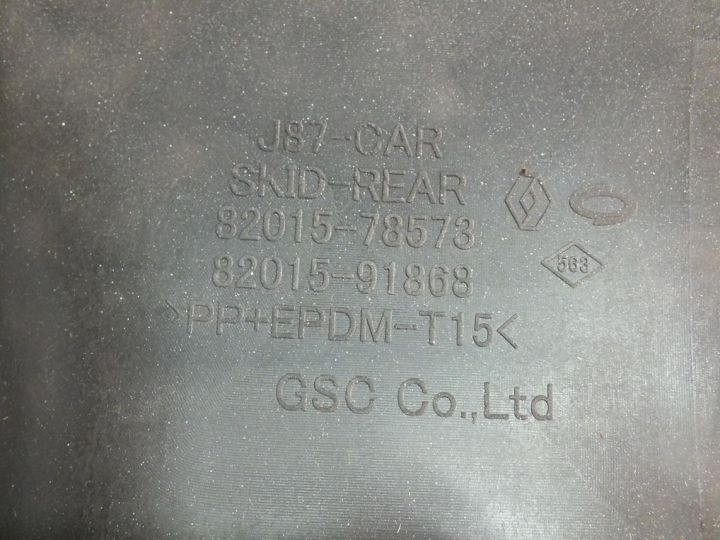 J87-CAR
SKID-REAR
82015-78573
82015-91868
563
>PP+EPDM-T15<
GSC Co.,Ltd